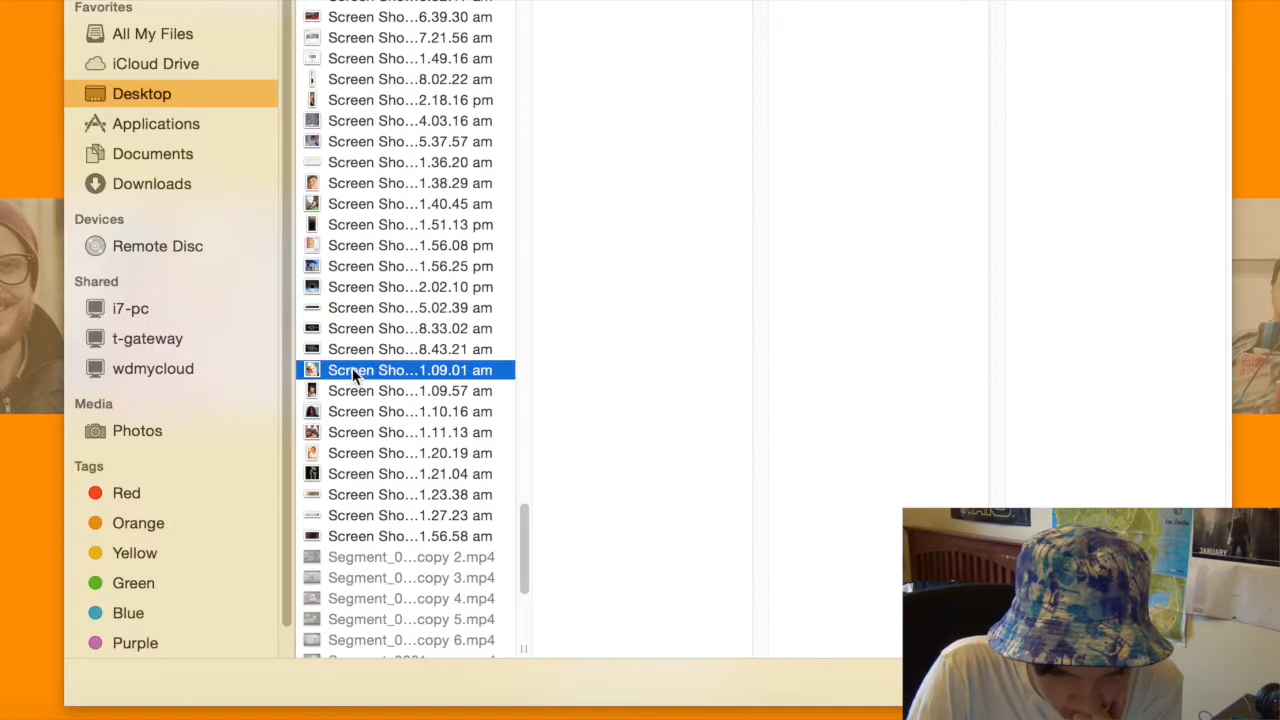 Favorites
All My Files
iCloud Drive
Desktop
Applications
Documents
Downloads
Devices
Remote Disc
Shared
i7-pc
t-gateway
wdmycloud
Media
Photos
Tags
Red
Orange
Yellow
Green
Blue
Purple
Screen Sho...6.39.30 am
Screen Sho...7.21.56 am
Screen Sho...1.49.16 am
Screen Sho...8.02.22 am
Screen Sho...2.18.16 pm
Screen Sho...4.03.16 am
Screen Sho...5.37.57 am
Screen Sho...1.36.20 am
Screen Sho...1.38.29 am
Screen Sho...1.40.45 am
Screen Sho...1.51.13 pm
Screen Sho...1.56.08 pm
Screen Sho...1.56.25 pm
Screen Sho...2.02.10 pm
Screen Sho...5.02.39 am
Screen Sho...8.33.02 am
Screen Sho...8.43.21 am
Screen Sho...1.09.01 am
Screen Sho...1.09.57 am
Screen Sho...1.10.16 am
Screen Sho...1.11.13 am
Screen Sho...1.20.19 am
Screen Sho...1.21.04 am
Screen Sho...1.23.38 am
Screen Sho...1.27.23 am
Screen Sho...1.56.58 am
Segment_0...copy 2.mp4
Segment_0...copy 3.mp4
Segment_0...copy 4.mp4
Segment_0...copy 5.mp4
Segment_0...copy 6.mp4
JANUARY